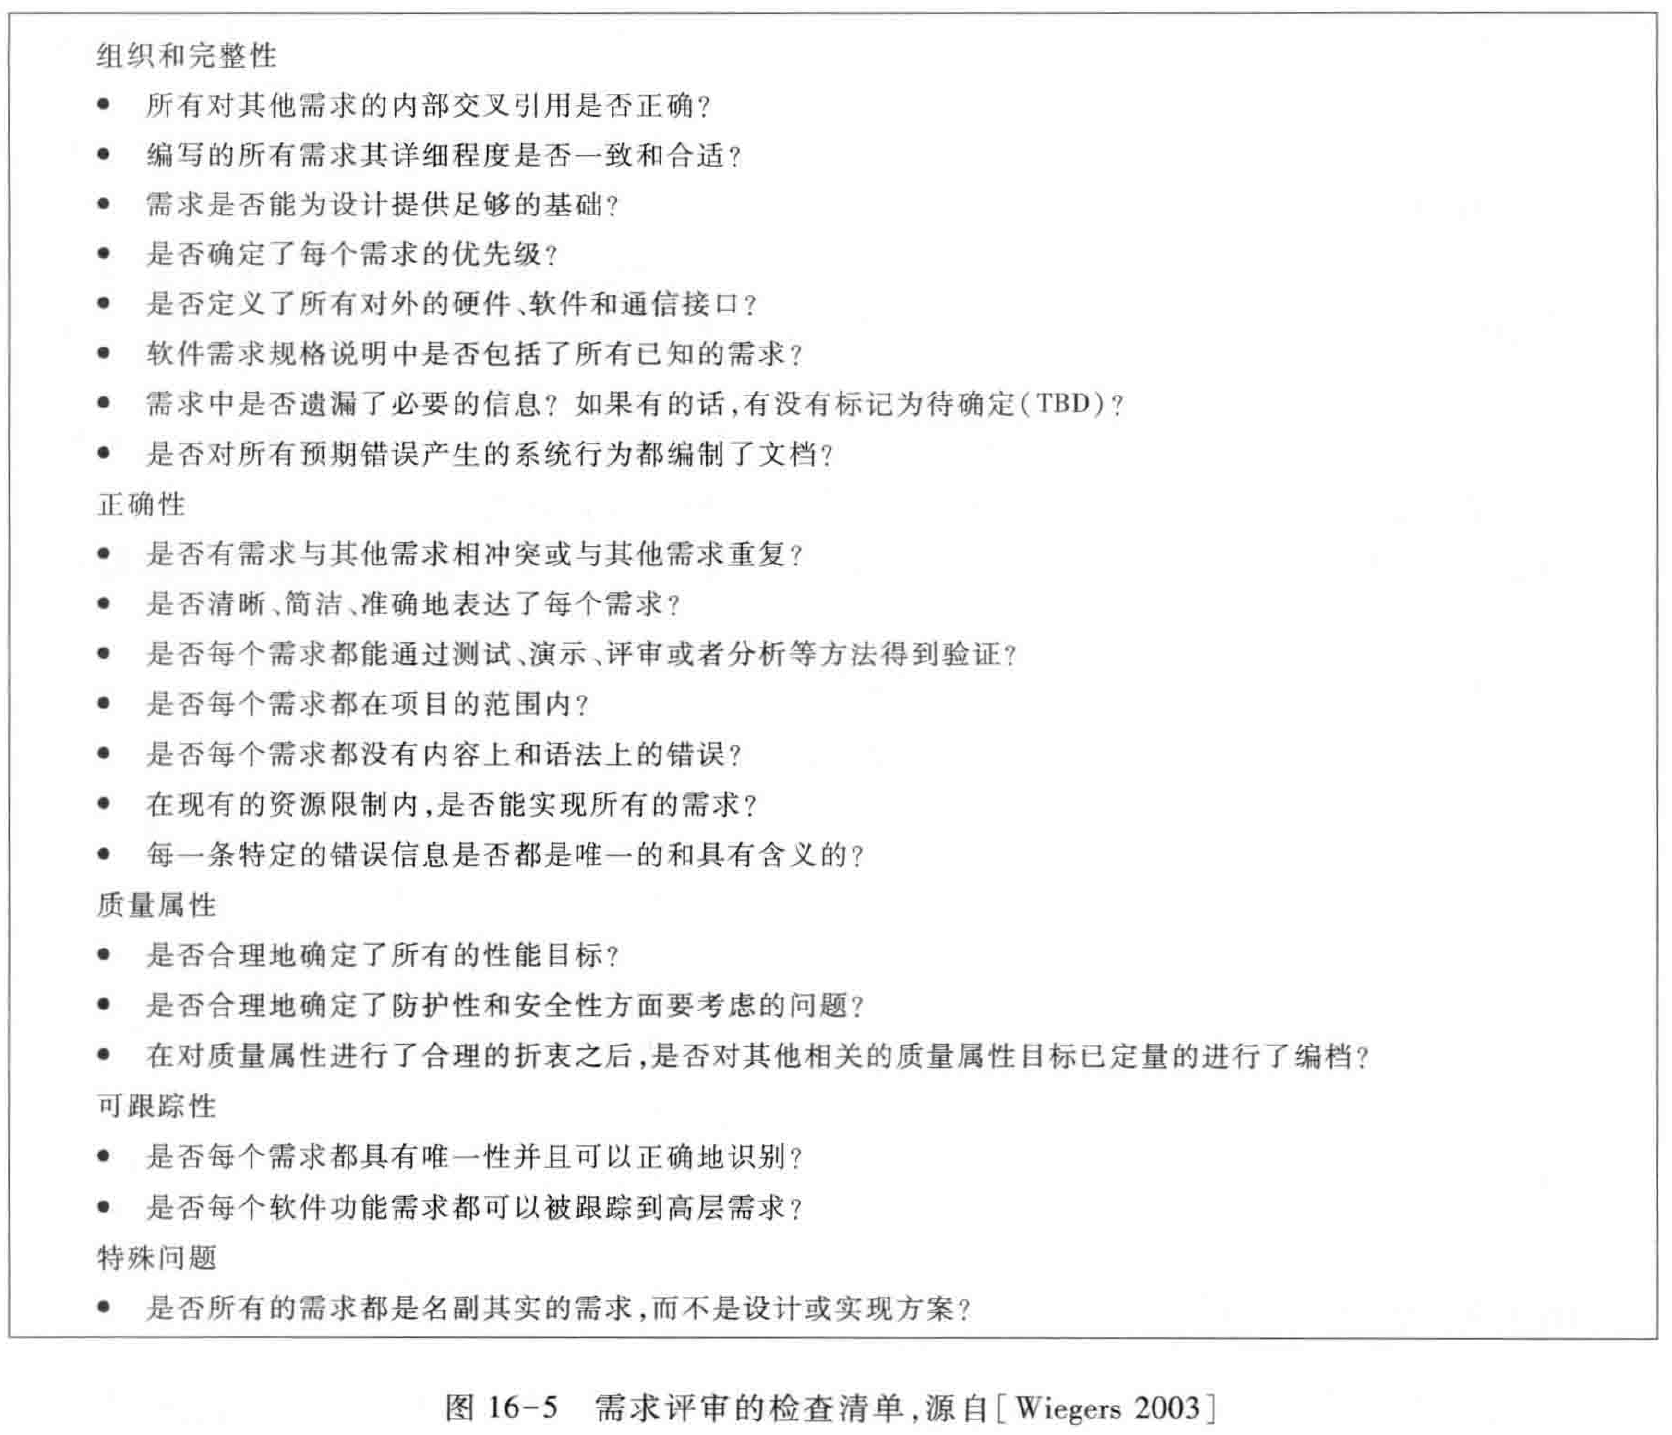 组织和完整性
● 所有对其他需求的内部交叉引用是否正确?
● 编写的所有需求其详细程度是否一致和合适?
● 需求是否能为设计提供足够的基础?
● 是否确定了每个需求的优先级?
● 是否定义了所有对外的硬件、软件和通信接口?
● 软件需求规格说明中是否包括了所有已知的需求?
● 需求中是否遗漏了必要的信息? 如果有的话,有没有标记为待确定(TBD)?
● 是否对所有预期错误产生的系统行为都编制了文档?
正确性
● 是否有需求与其他需求相冲突或与其他需求重复?
● 是否清晰、简洁、准确地表达了每个需求?
● 是否每个需求都能通过测试、演示、评审或者分析等方法得到验证?
● 是否每个需求都在项目的范围内?
● 是否每个需求都没有内容上和语法上的错误?
● 在现有的资源限制内,是否能实现所有的需求?
● 每一条特定的错误信息是否都是唯一的和具有含义的?
质量属性
● 是否合理地确定了所有的性能目标?
● 是否合理地确定了防护性和安全性方面要考虑的问题?
● 在对质量属性进行了合理的折衷之后,是否对其他相关的质量属性目标已定量的进行了编档?
可跟踪性
● 是否每个需求都具有唯一性并且可以正确地识别?
● 是否每个软件功能需求都可以被跟踪到高层需求?
特殊问题
● 是否所有的需求都是名副其实的需求,而不是设计或实现方案?
图 16-5 需求评审的检查清单,源自[Wiegers 2003]